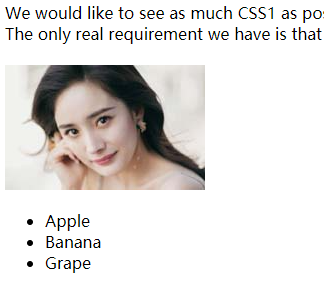 We would like to see as much CSS1 as
The only real requirement we have is that
Apple
Banana
Grape